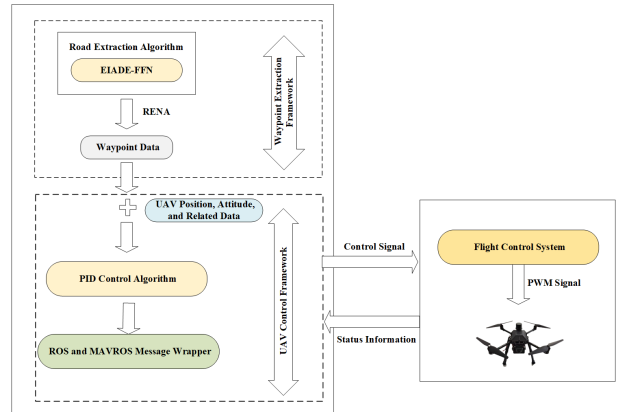 Road Extraction Algorithm
EIADE-FFN
RENA
Waypoint Data
Waypoint Extraction
Framework
UAV Position, Attitude,
and Related Data
PID Control Algorithm
ROS and MAVROS Message Wrapper
UAV Control Framework
Control Signal
Status Information
Flight Control System
PWM Signal